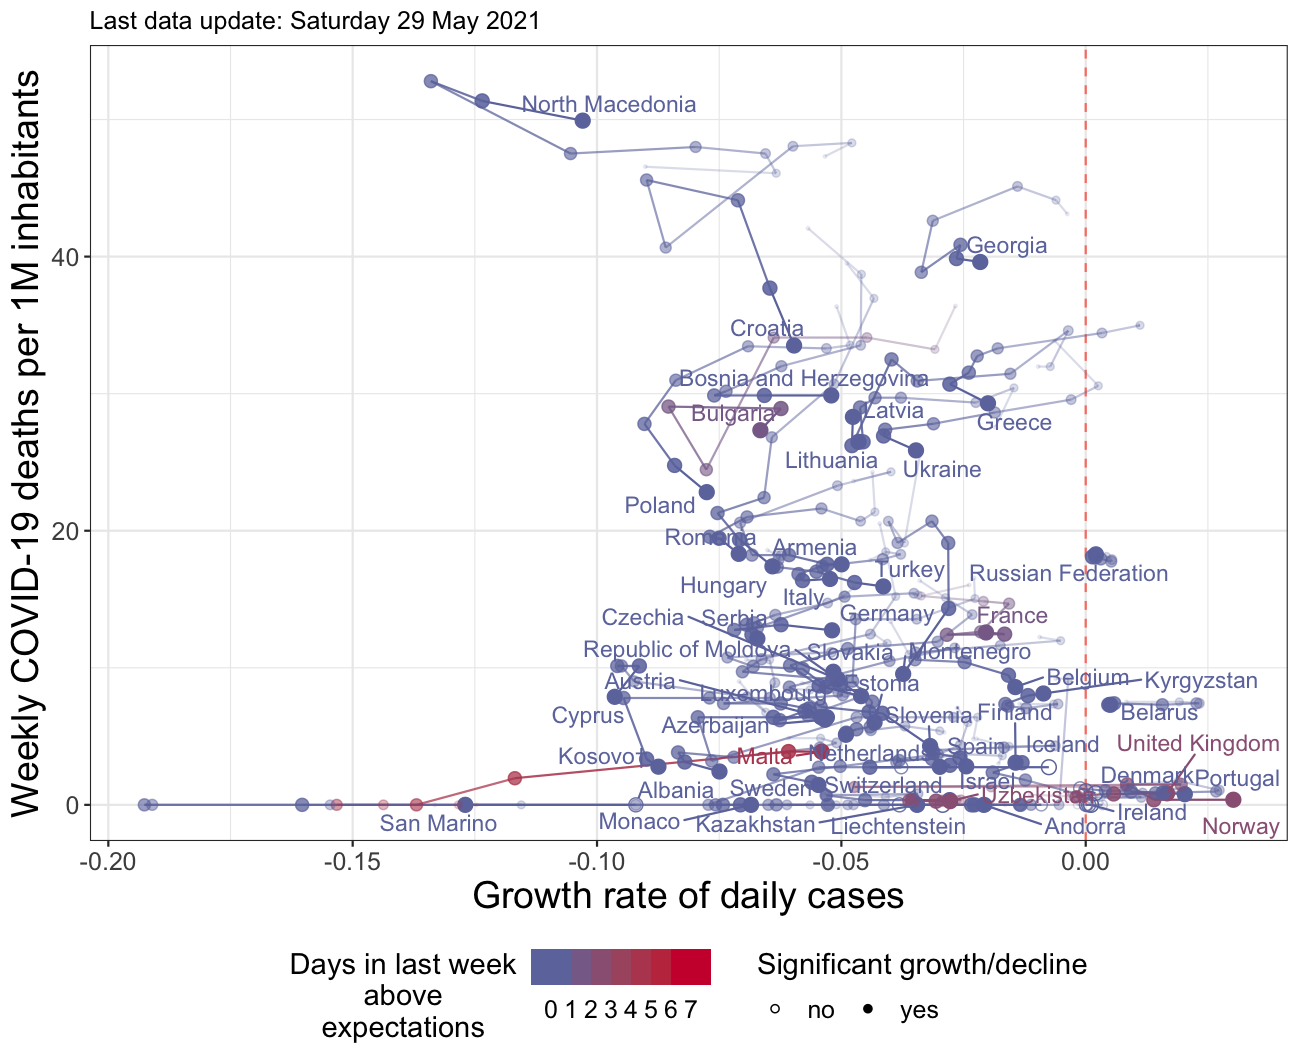 Last data update: Saturday 29 May 2021
Weekly COVID-19 deaths per 1M inhabitants
North Macedonia
40
Georgia
Croatia
Bosnia and Herzegovina
Bulgaria
Latvia
Greece
Lithuania
Ukraine
Poland
20
Romania
Armenia
Hungary
Turkey
Russian Federation
Italy
Czechia
Serbia
Germany
France
Republic of Moldova
Slovakia
Montenegro
Austria
Luxembourg
Estonia
Belgium
Kyrgyzstan
Cyprus
Azerbaijan
Slovenia
Finland
Belarus
Kosovo
Malta
Netherlands
Spain
Iceland
United Kingdom
Albania
Sweden
Switzerland
Israel
Denmark
Portugal
Uzbekistan
0
San Marino
Monaco
Kazakhstan
Liechtenstein
Andorra
Ireland
Norway
-0.20
-0.15
-0.10
-0.05
0.00
Growth rate of daily cases
Days in last week
above
expectations
0 1 2 3 4 5 6 7
Significant growth/decline
no
yes